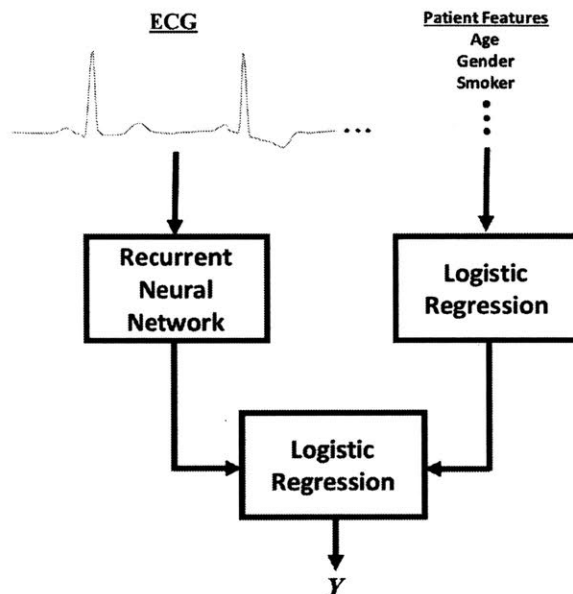 ECG
Patient Features
Age
Gender
Smoker
Recurrent
Neural
Network
Logistic
Regression
Logistic
Regression
Y